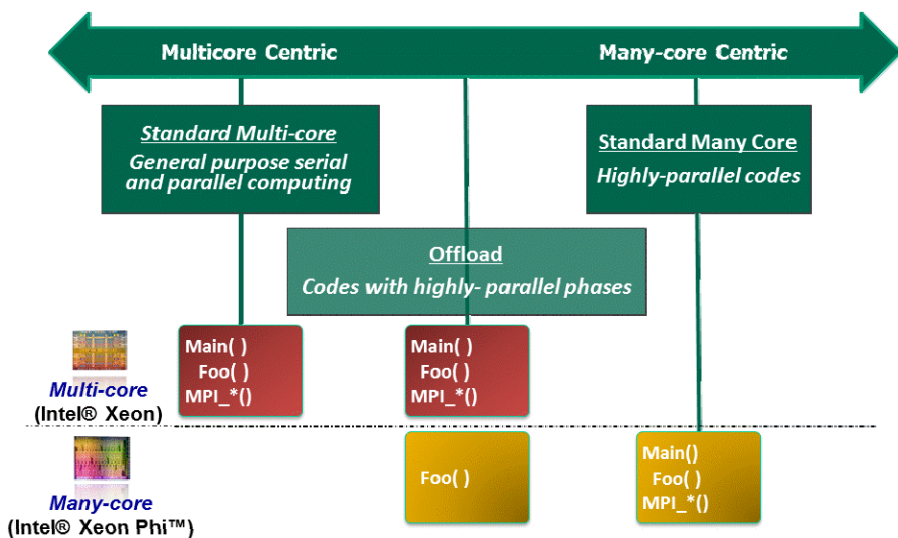 Multicore Centric
Many-core Centric
Standard Multi-core
General purpose serial
and parallel computing
Standard Many Core
Highly-parallel codes
Offload
Codes with highly- parallel phases
Multi-core
(Intel® Xeon)
Main( )
Foo( )
MPI_*()
Main( )
Foo( )
MPI_*()
Many-core
(Intel® Xeon Phi™)
Foo( )
Main()
Foo( )
MPI_*()